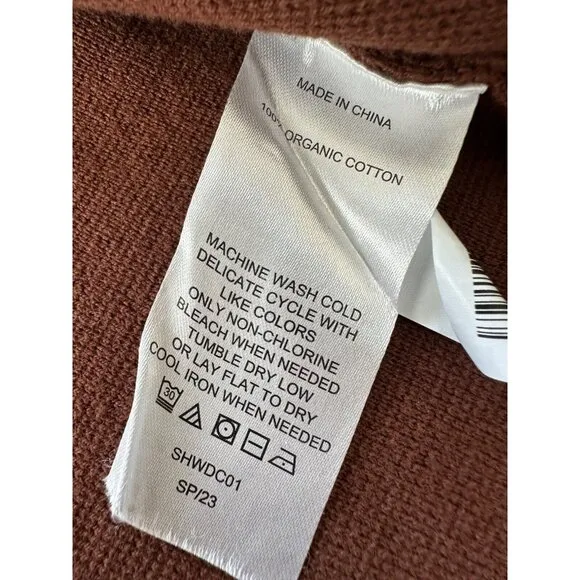 MADE IN CHINA
100% ORGANIC COTTON
MACHINE WASH COLD
DELICATE CYCLE WITH
LIKE COLORS
ONLY NON-CHLORINE
BLEACH WHEN NEEDED
TUMBLE DRY LOW
OR LAY FLAT TO DRY
COOL IRON WHEN NEEDED
30
SHWDC01
SP/23